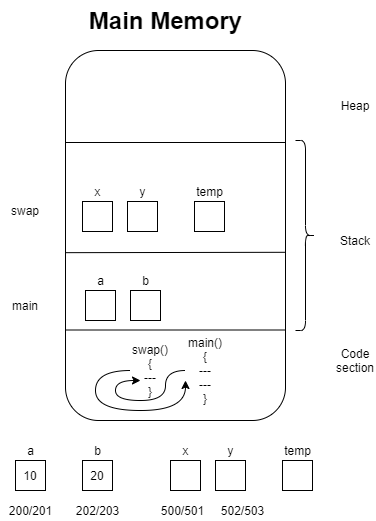 Main Memory
Heap
x y temp
swap
Stack
a b
main
swap() main()
{ {
--- ---
} ---
}
Code
section
a b x y temp
10 20
200/201 202/203 500/501 502/503